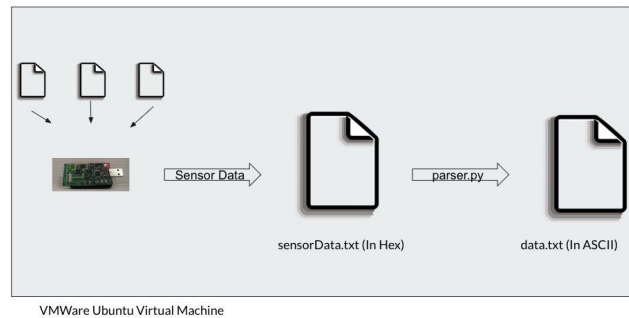 Sensor Data
parser.py
sensorData.txt (In Hex)
data.txt (In ASCII)
VMWare Ubuntu Virtual Machine